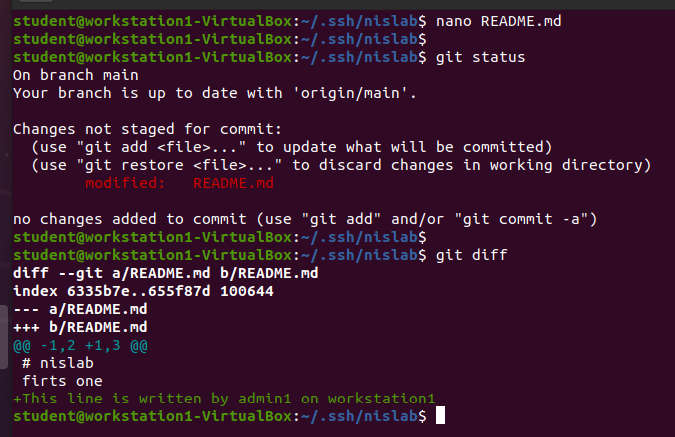 student@workstation1-VirtualBox:~/.ssh/nislab$ nano README.md
student@workstation1-VirtualBox:~/.ssh/nislab$
student@workstation1-VirtualBox:~/.ssh/nislab$ git status
On branch main
Your branch is up to date with 'origin/main'.

Changes not staged for commit:
  (use "git add <file>..." to update what will be committed)
  (use "git restore <file>..." to discard changes in working directory)
        modified:   README.md

no changes added to commit (use "git add" and/or "git commit -a")
student@workstation1-VirtualBox:~/.ssh/nislab$
student@workstation1-VirtualBox:~/.ssh/nislab$ git diff
diff --git a/README.md b/README.md
index 6335b7e..655f87d 100644
--- a/README.md
+++ b/README.md
@@ -1,2 +1,3 @@
 # nislab
 firts one
+This line is written by admin1 on workstation1
student@workstation1-VirtualBox:~/.ssh/nislab$